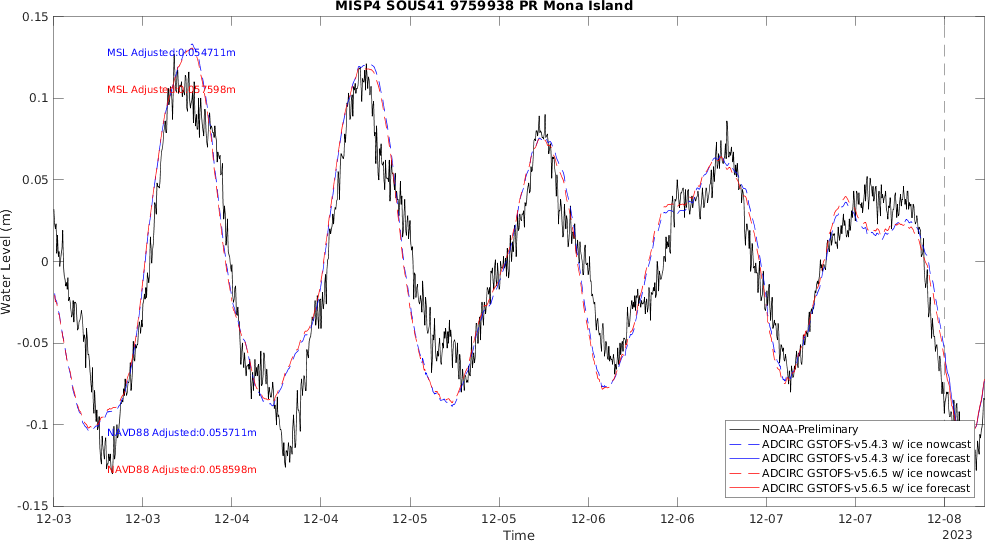 MISP4 SOUS41 9759938 PR Mona Island
0.15
0.1
0.05
0
-0.05
-0.1
-0.15
Water Level (m)
MSL Adjusted:0.054711m
MSL Adjusted:0.057598m
NAVD88 Adjusted:0.055711m
NAVD88 Adjusted:0.058598m
NOAA-Preliminary
ADCIRC GSTOFS-v5.4.3 w/ ice nowcast
ADCIRC GSTOFS-v5.4.3 w/ ice forecast
ADCIRC GSTOFS-v5.6.5 w/ ice nowcast
ADCIRC GSTOFS-v5.6.5 w/ ice forecast
12-03 12-03 12-04 12-04 12-05 12-05 12-06 12-06 12-07 12-07 12-08
2023
Time